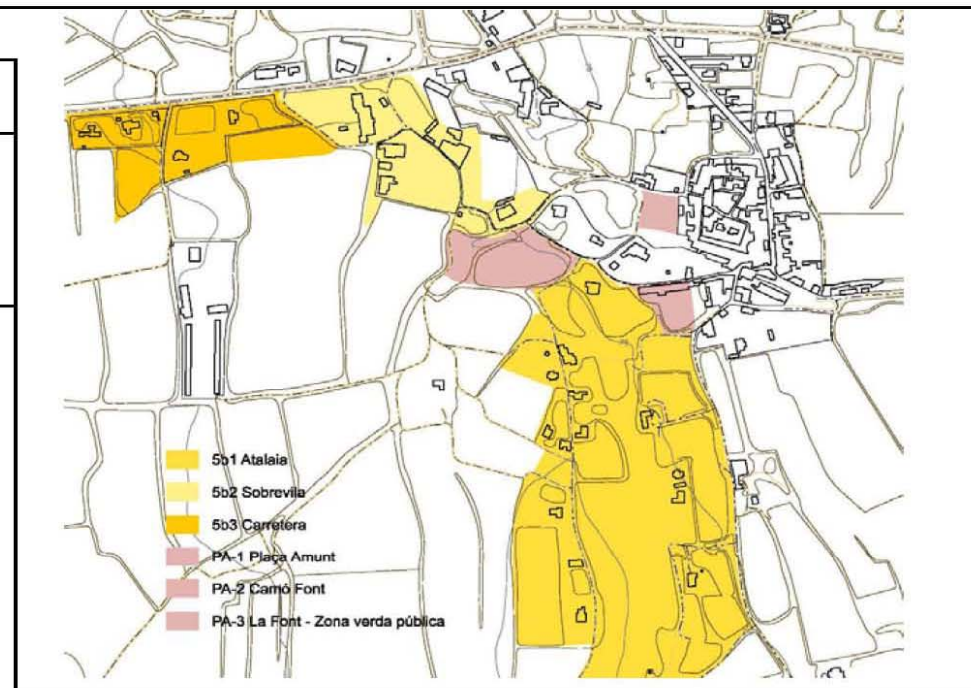 5b1 Atalaia
5b2 Sobrevila
5b3 Carretera
PA-1 Plaça Amunt
PA-2 Camó Font
PA-3 La Font - Zona verda pública